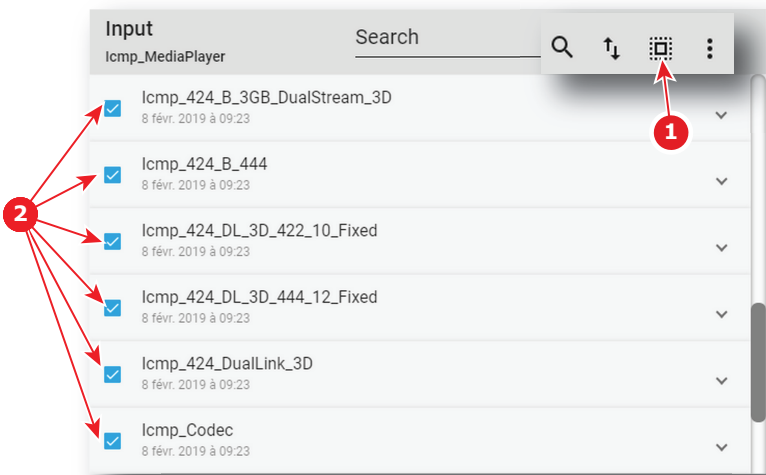 Input
Icmp_MediaPlayer
Search
1
Icmp_424_B_3GB_DualStream_3D
8 févr. 2019 à 09:23
Icmp_424_B_444
8 févr. 2019 à 09:23
2
Icmp_424_DL_3D_422_10_Fixed
8 févr. 2019 à 09:23
Icmp_424_DL_3D_444_12_Fixed
8 févr. 2019 à 09:23
Icmp_424_DualLink_3D
8 févr. 2019 à 09:23
Icmp_Codec
8 févr. 2019 à 09:23